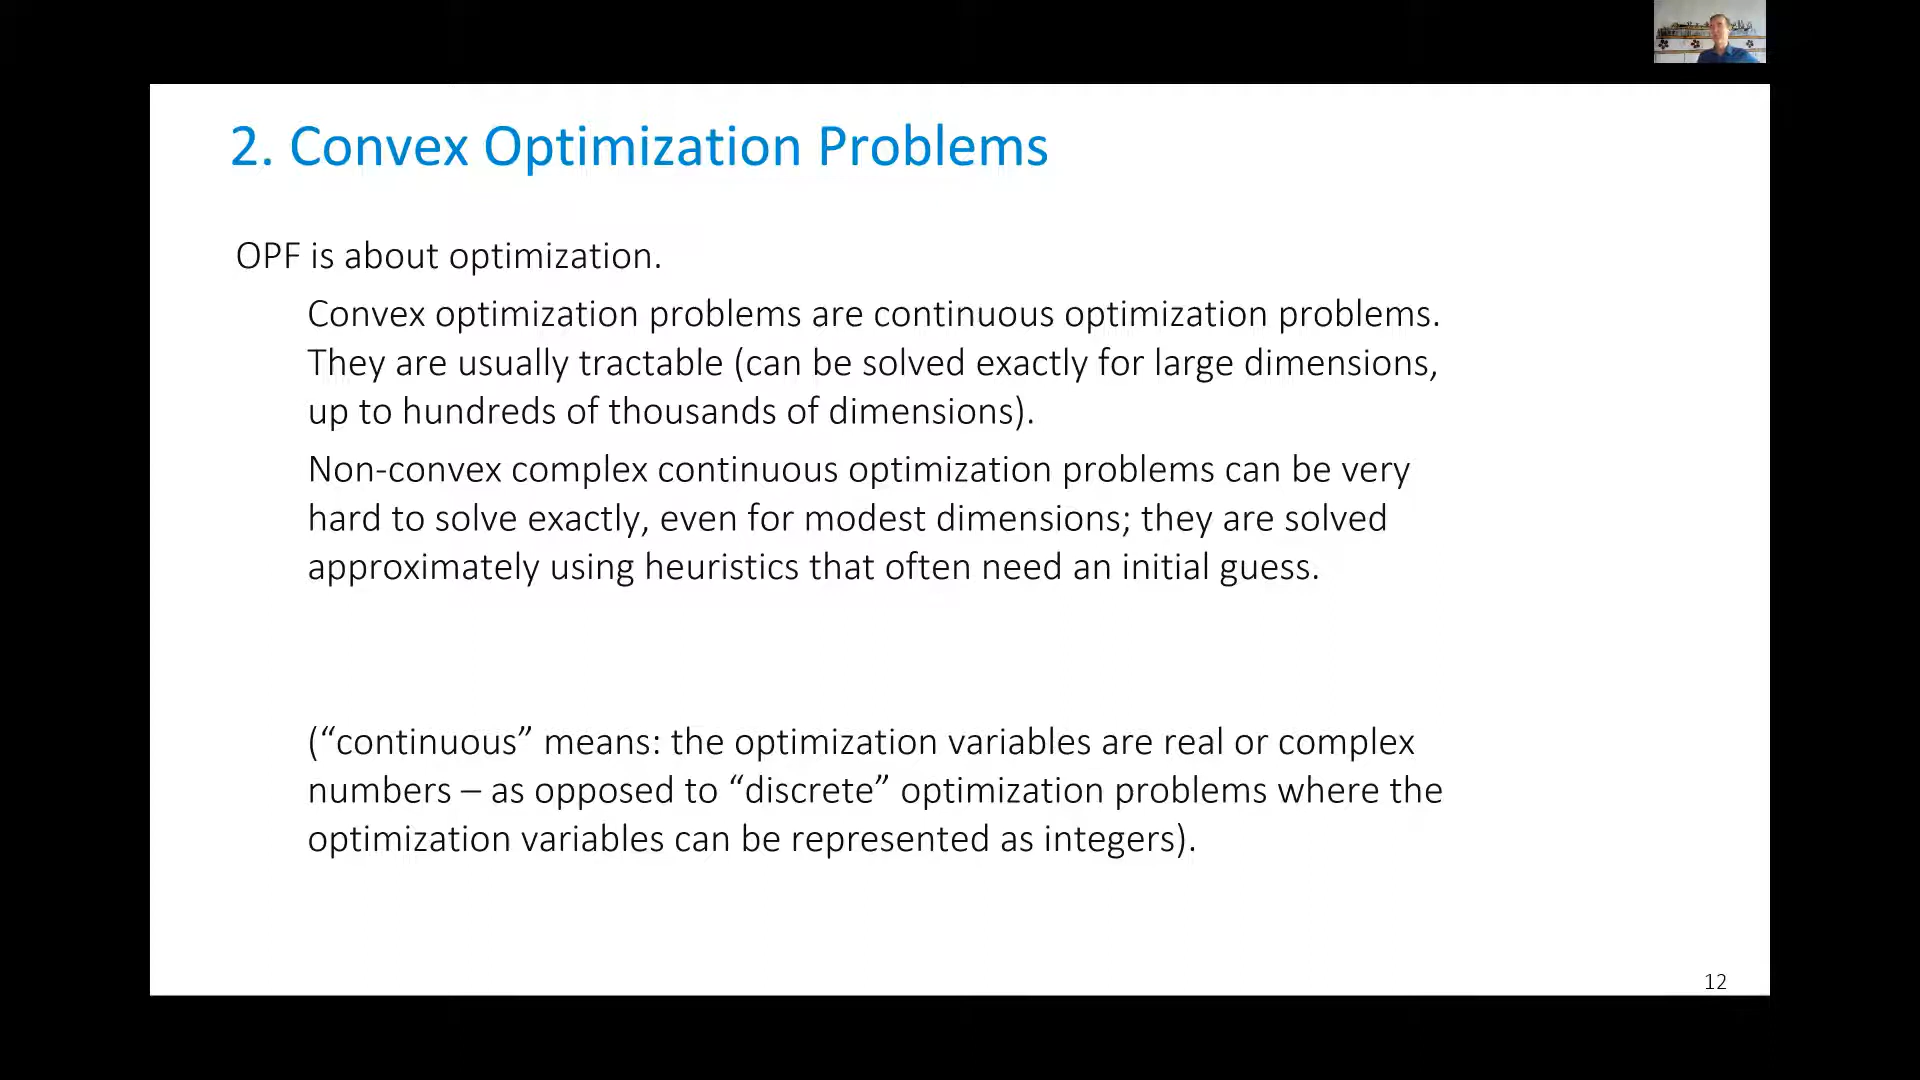 2. Convex Optimization Problems
OPF is about optimization.
Convex optimization problems are continuous optimization problems.
They are usually tractable (can be solved exactly for large dimensions,
up to hundreds of thousands of dimensions).
Non-convex complex continuous optimization problems can be very
hard to solve exactly, even for modest dimensions; they are solved
approximately using heuristics that often need an initial guess.
(“continuous” means: the optimization variables are real or complex
numbers – as opposed to “discrete” optimization problems where the
optimization variables can be represented as integers).
12